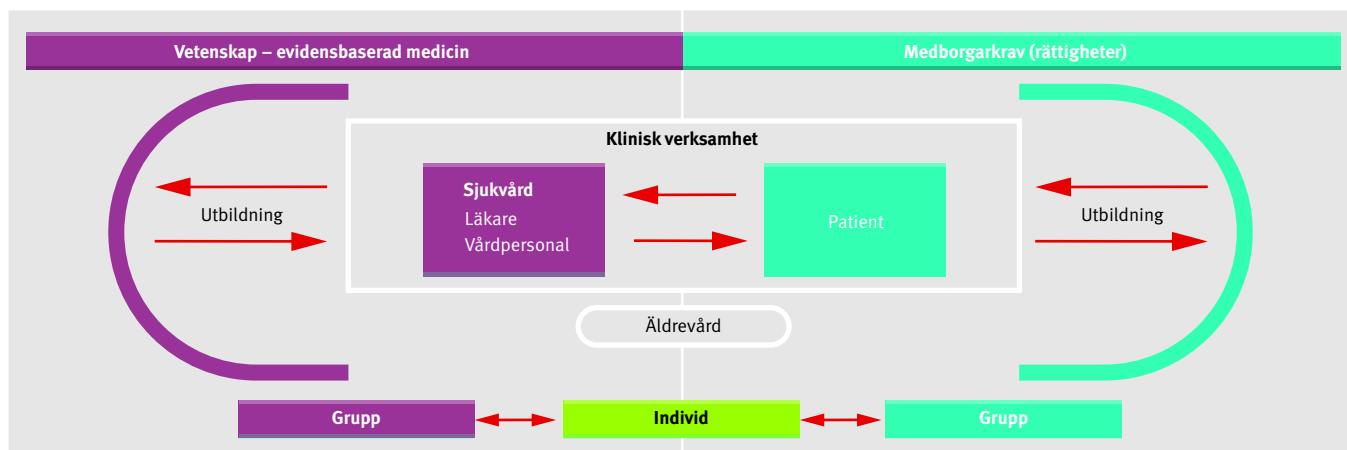 Vetenskap – evidensbaserad medicin
Medborgarkrav (rättigheter)
Klinisk verksamhet
Utbildning
Sjukvård
Läkare
Vårdpersonal
Patient
Utbildning
Äldrevård
Grupp
Individ
Grupp